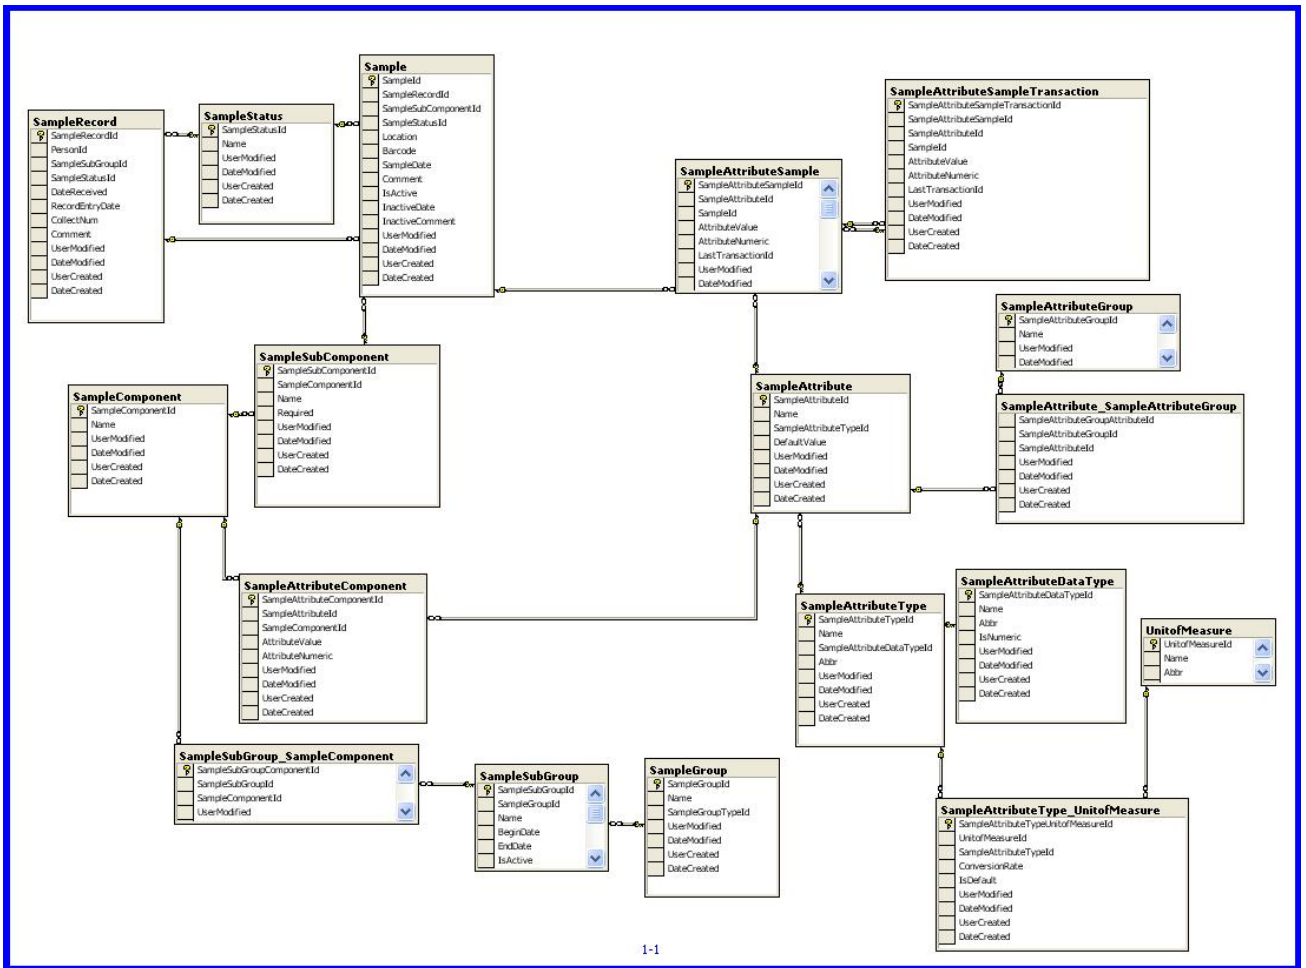 Sample
SampleId
SampleRecordId
SampleSubComponentId
SampleStatusId
Location
Barcode
SampleDate
Comment
IsActive
InactiveDate
InactiveComment
UserModified
DateModified
UserCreated
DateCreated
SampleRecord
SampleRecordId
PersonId
SampleSubGroupId
SampleStatusId
DateReceived
RecordEntryDate
CollectNum
Comment
UserModified
DateModified
UserCreated
DateCreated
SampleStatus
SampleStatusId
Name
UserModified
DateModified
UserCreated
DateCreated
SampleAttributeSampleTransaction
SampleAttributeSampleTransactionId
SampleAttributeSampleId
SampleAttributeId
SampleId
AttributeValue
AttributeNumeric
LastTransactionId
UserModified
DateModified
UserCreated
DateCreated
SampleAttributeSample
SampleAttributeSampleId
SampleAttributeId
SampleId
AttributeValue
AttributeNumeric
LastTransactionId
UserModified
DateModified
SampleAttributeGroup
SampleAttributeGroupId
Name
UserModified
DateModified
SampleSubComponent
SampleSubComponentId
SampleComponentId
Name
Required
UserModified
DateModified
UserCreated
DateCreated
SampleComponent
SampleComponentId
Name
UserModified
DateModified
UserCreated
DateCreated
SampleAttribute
SampleAttributeId
Name
SampleAttributeTypeId
DefaultValue
UserModified
DateModified
UserCreated
DateCreated
SampleAttribute_SampleAttributeGroup
SampleAttributeGroupAttributeId
SampleAttributeGroupId
SampleAttributeId
UserModified
DateModified
UserCreated
DateCreated
SampleAttributeComponent
SampleAttributeComponentId
SampleAttributeId
SampleComponentId
AttributeValue
AttributeNumeric
UserModified
DateModified
UserCreated
DateCreated
SampleAttributeType
SampleAttributeTypeId
Name
SampleAttributeDataTypeId
Abbr
UserModified
DateModified
UserCreated
DateCreated
SampleAttributeDataType
SampleAttributeDataTypeId
Name
Abbr
IsNumeric
UserModified
DateModified
UserCreated
DateCreated
UnitofMeasure
UnitofMeasureId
Name
Abbr
SampleSubGroup_SampleComponent
SampleSubGroupComponentId
SampleSubGroupId
SampleComponentId
UserModified
SampleSubGroup
SampleSubGroupId
SampleGroupId
Name
BeginDate
EndDate
IsActive
SampleGroup
SampleGroupId
Name
SampleGroupTypeId
UserModified
DateModified
UserCreated
DateCreated
SampleAttributeType_UnitofMeasure
SampleAttributeTypeUnitofMeasureId
UnitofMeasureId
SampleAttributeTypeId
ConversionRate
IsDefault
UserModified
DateModified
UserCreated
DateCreated
1-1